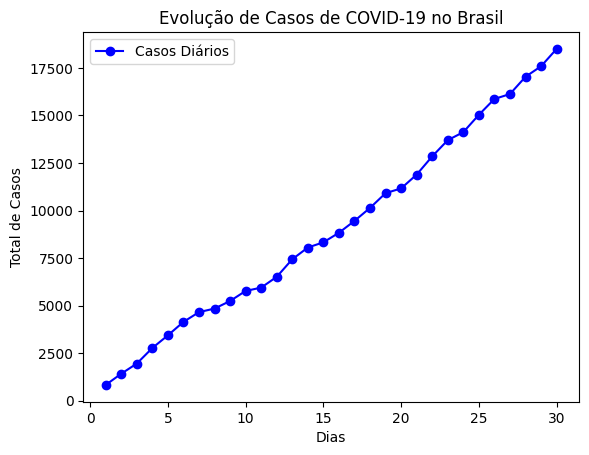 Evolução de Casos de COVID-19 no Brasil
Casos Diários
Total de Casos
17500
15000
12500
10000
7500
5000
2500
0
0 5 10 15 20 25 30
Dias